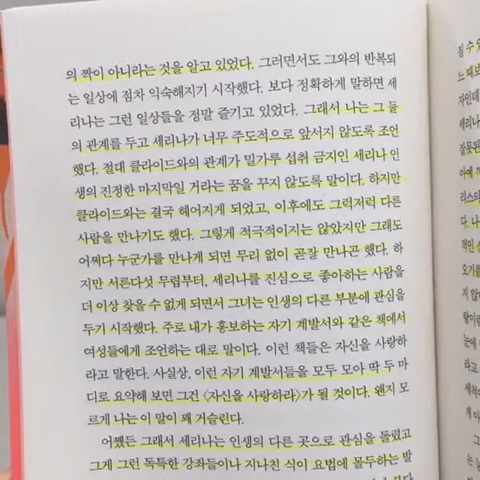 의 짝이 아니라는 것을 알고 있었다. 그러면서도 그와의 반복되
는 일상에 점차 익숙해지기 시작했다. 보다 정확하게 말하면 세
리나는 그런 일상들을 정말 즐기고 있었다. 그래서 나는 그 둘
의 관계를 두고 세리나가 너무 주도적으로 앞서지 않도록 조언
했다. 절대 클라이드와의 관계가 밀가루 섭취 금지인 세리나 인
생의 진정한 마지막일 거라는 꿈을 꾸지 않도록 말이다. 하지만
클라이드와는 결국 헤어지게 되었고, 이후에도 그럭저럭 다른
사람을 만나기도 했다. 그렇게 적극적이지는 않았지만 그래도
어쩌다 누군가를 만나게 되면 무리 없이 곧잘 만나곤 했다. 하
지만 서른다섯 무렵부터, 세리나를 진심으로 좋아하는 사람을
더 이상 찾을 수 없게 되면서 그녀는 인생의 다른 부분에 관심을
두기 시작했다. 주로 내가 홍보하는 자기 계발서와 같은 책에서
여성들에게 조언하는 대로 말이다. 이런 책들은 자신을 사랑하
라고 말한다. 사실상, 이런 자기 계발서들을 모두 모아 딱 두 마
디로 요약해 보면 그건 〈자신을 사랑하라〉가 될 것이다. 왠지 모
르게 나는 이 말이 꽤 거슬린다.
어쨌든 그래서 세리나는 인생의 다른 곳으로 관심을 돌렸고
그게 그런 독특한 강좌들이나 지나친 식이 요법에 몰두하는 발